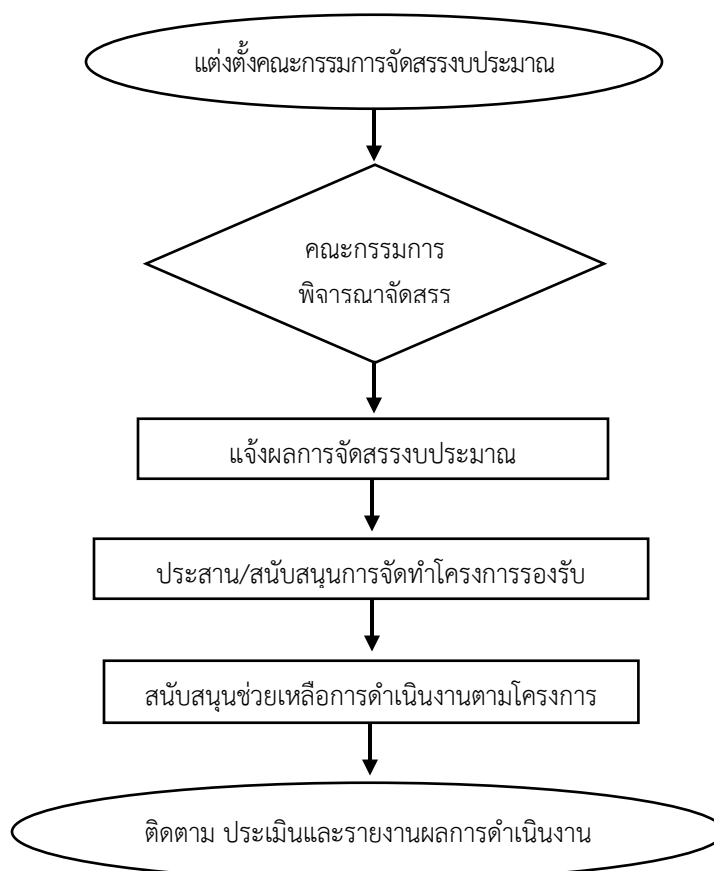 แต่งตั้งคณะกรรมการจัดสรรงบประมาณ
คณะกรรมการ
พิจารณาจัดสรร
แจ้งผลการจัดสรรงบประมาณ
ประสาน/สนับสนุนการจัดทำโครงการรองรับ
สนับสนุนช่วยเหลือการดำเนินงานตามโครงการ
ติดตาม ประเมินและรายงานผลการดำเนินงาน